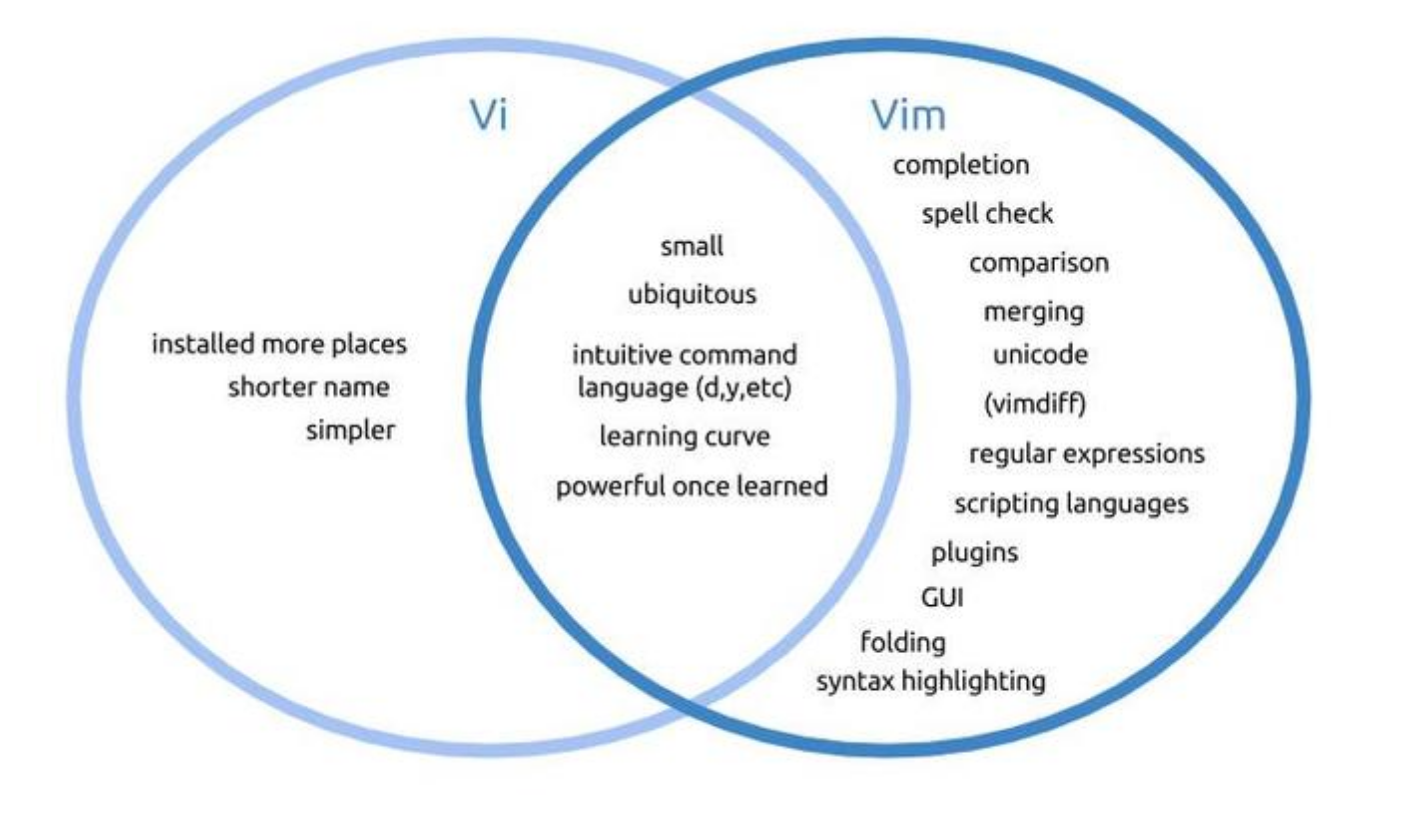 Vi
installed more places
shorter name
simpler
small
ubiquitous
intuitive command
language (d,y,etc)
learning curve
powerful once learned
Vim
completion
spell check
comparison
merging
unicode
(vimdiff)
regular expressions
scripting languages
plugins
GUI
folding
syntax highlighting